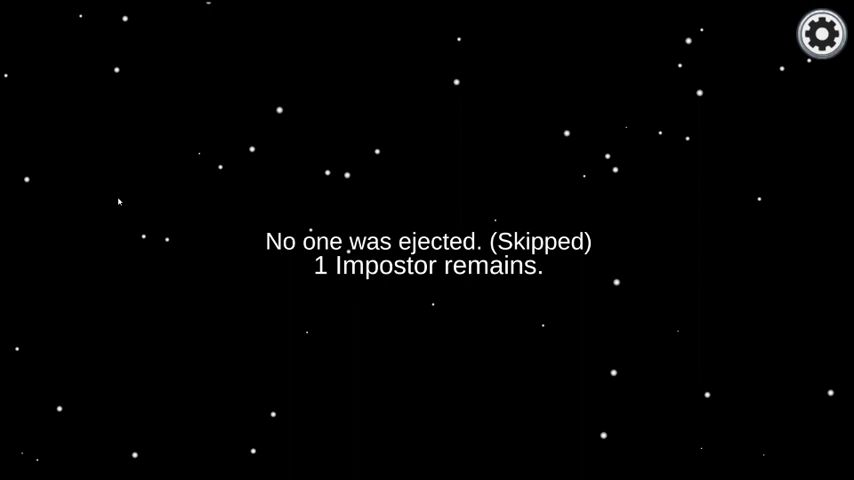 No one was ejected. (Skipped)
1 Impostor remains.